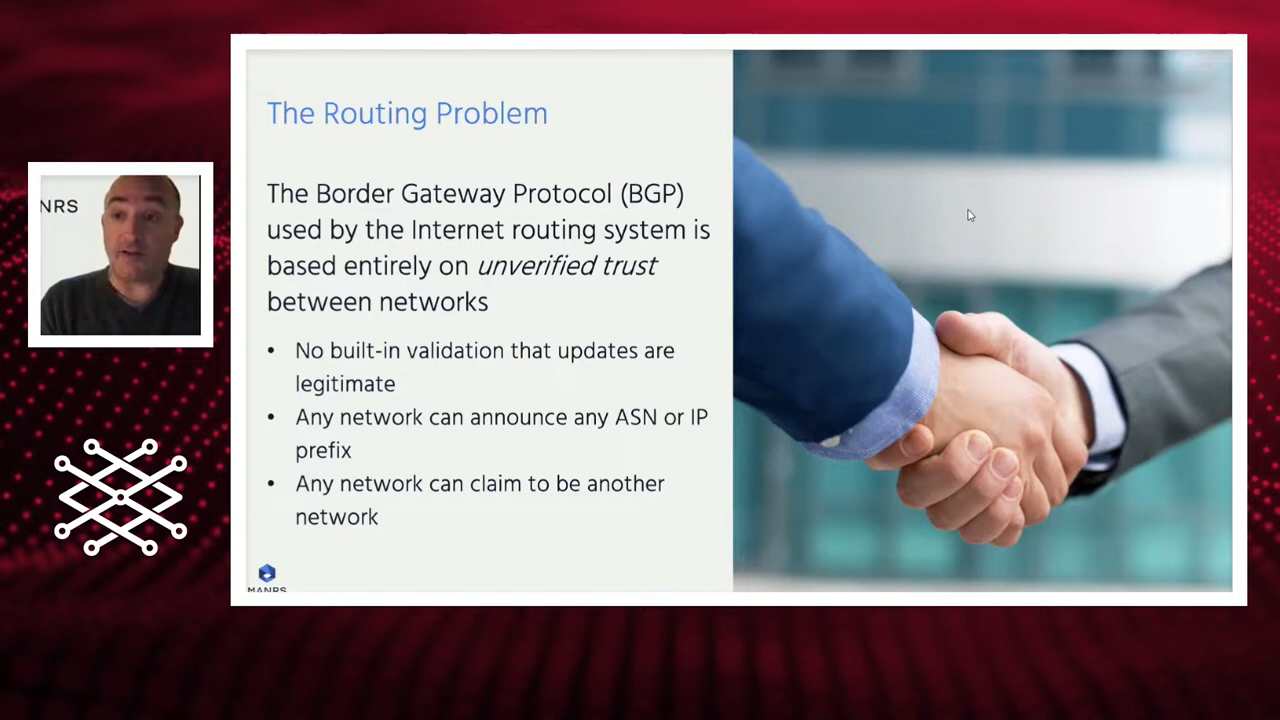 The Routing Problem
The Border Gateway Protocol (BGP)
used by the Internet routing system is
based entirely on unverified trust
between networks
• No built-in validation that updates are
legitimate
• Any network can announce any ASN or IP
prefix
• Any network can claim to be another
network
MANRS
NRS